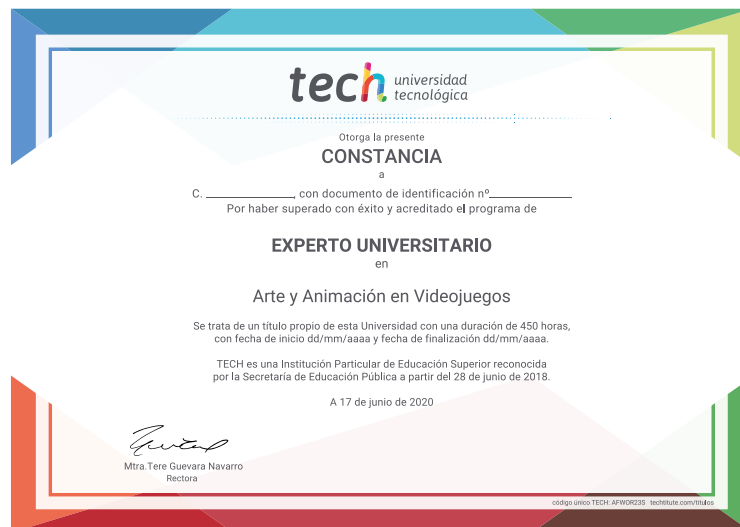 tech universidad
tecnológica
Otorga la presente
CONSTANCIA
a
C. ______________, con documento de identificación nº______________
Por haber superado con éxito y acreditado el programa de
EXPERTO UNIVERSITARIO
en
Arte y Animación en Videojuegos
Se trata de un título propio de esta Universidad con una duración de 450 horas,
con fecha de inicio dd/mm/aaaa y fecha de finalización dd/mm/aaaa.
TECH es una Institución Particular de Educación Superior reconocida
por la Secretaría de Educación Pública a partir del 28 de junio de 2018.
A 17 de junio de 2020
Mtra.Tere Guevara Navarro
Rectora
código único TECH: AFWOR23S techtitute.com/titulos